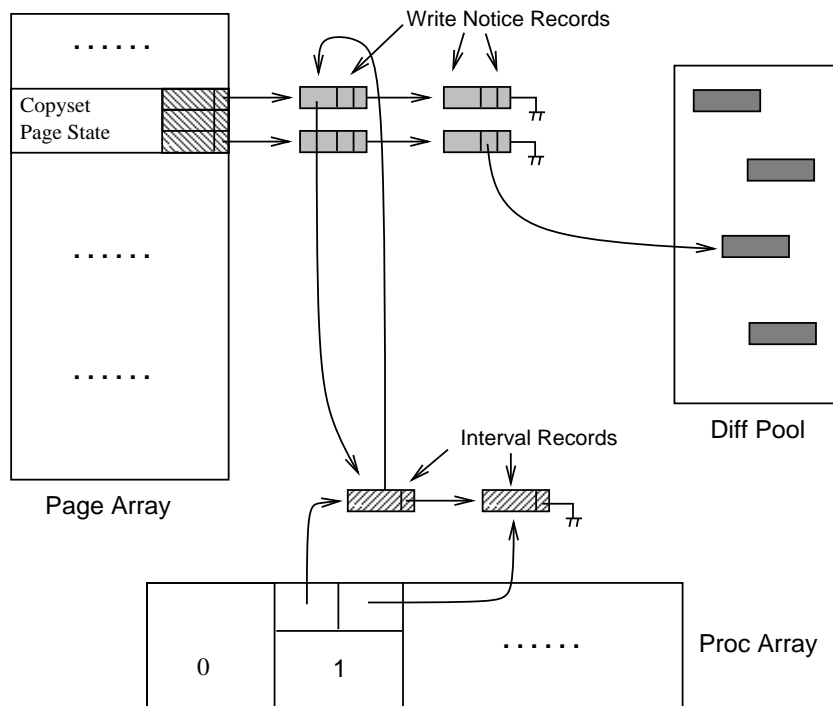 Write Notice Records
. . . . . .
Copyset
Page State
. . . . . .
. . . . . .
Diff Pool
Interval Records
Page Array
Proc Array
. . . . . .
0
1